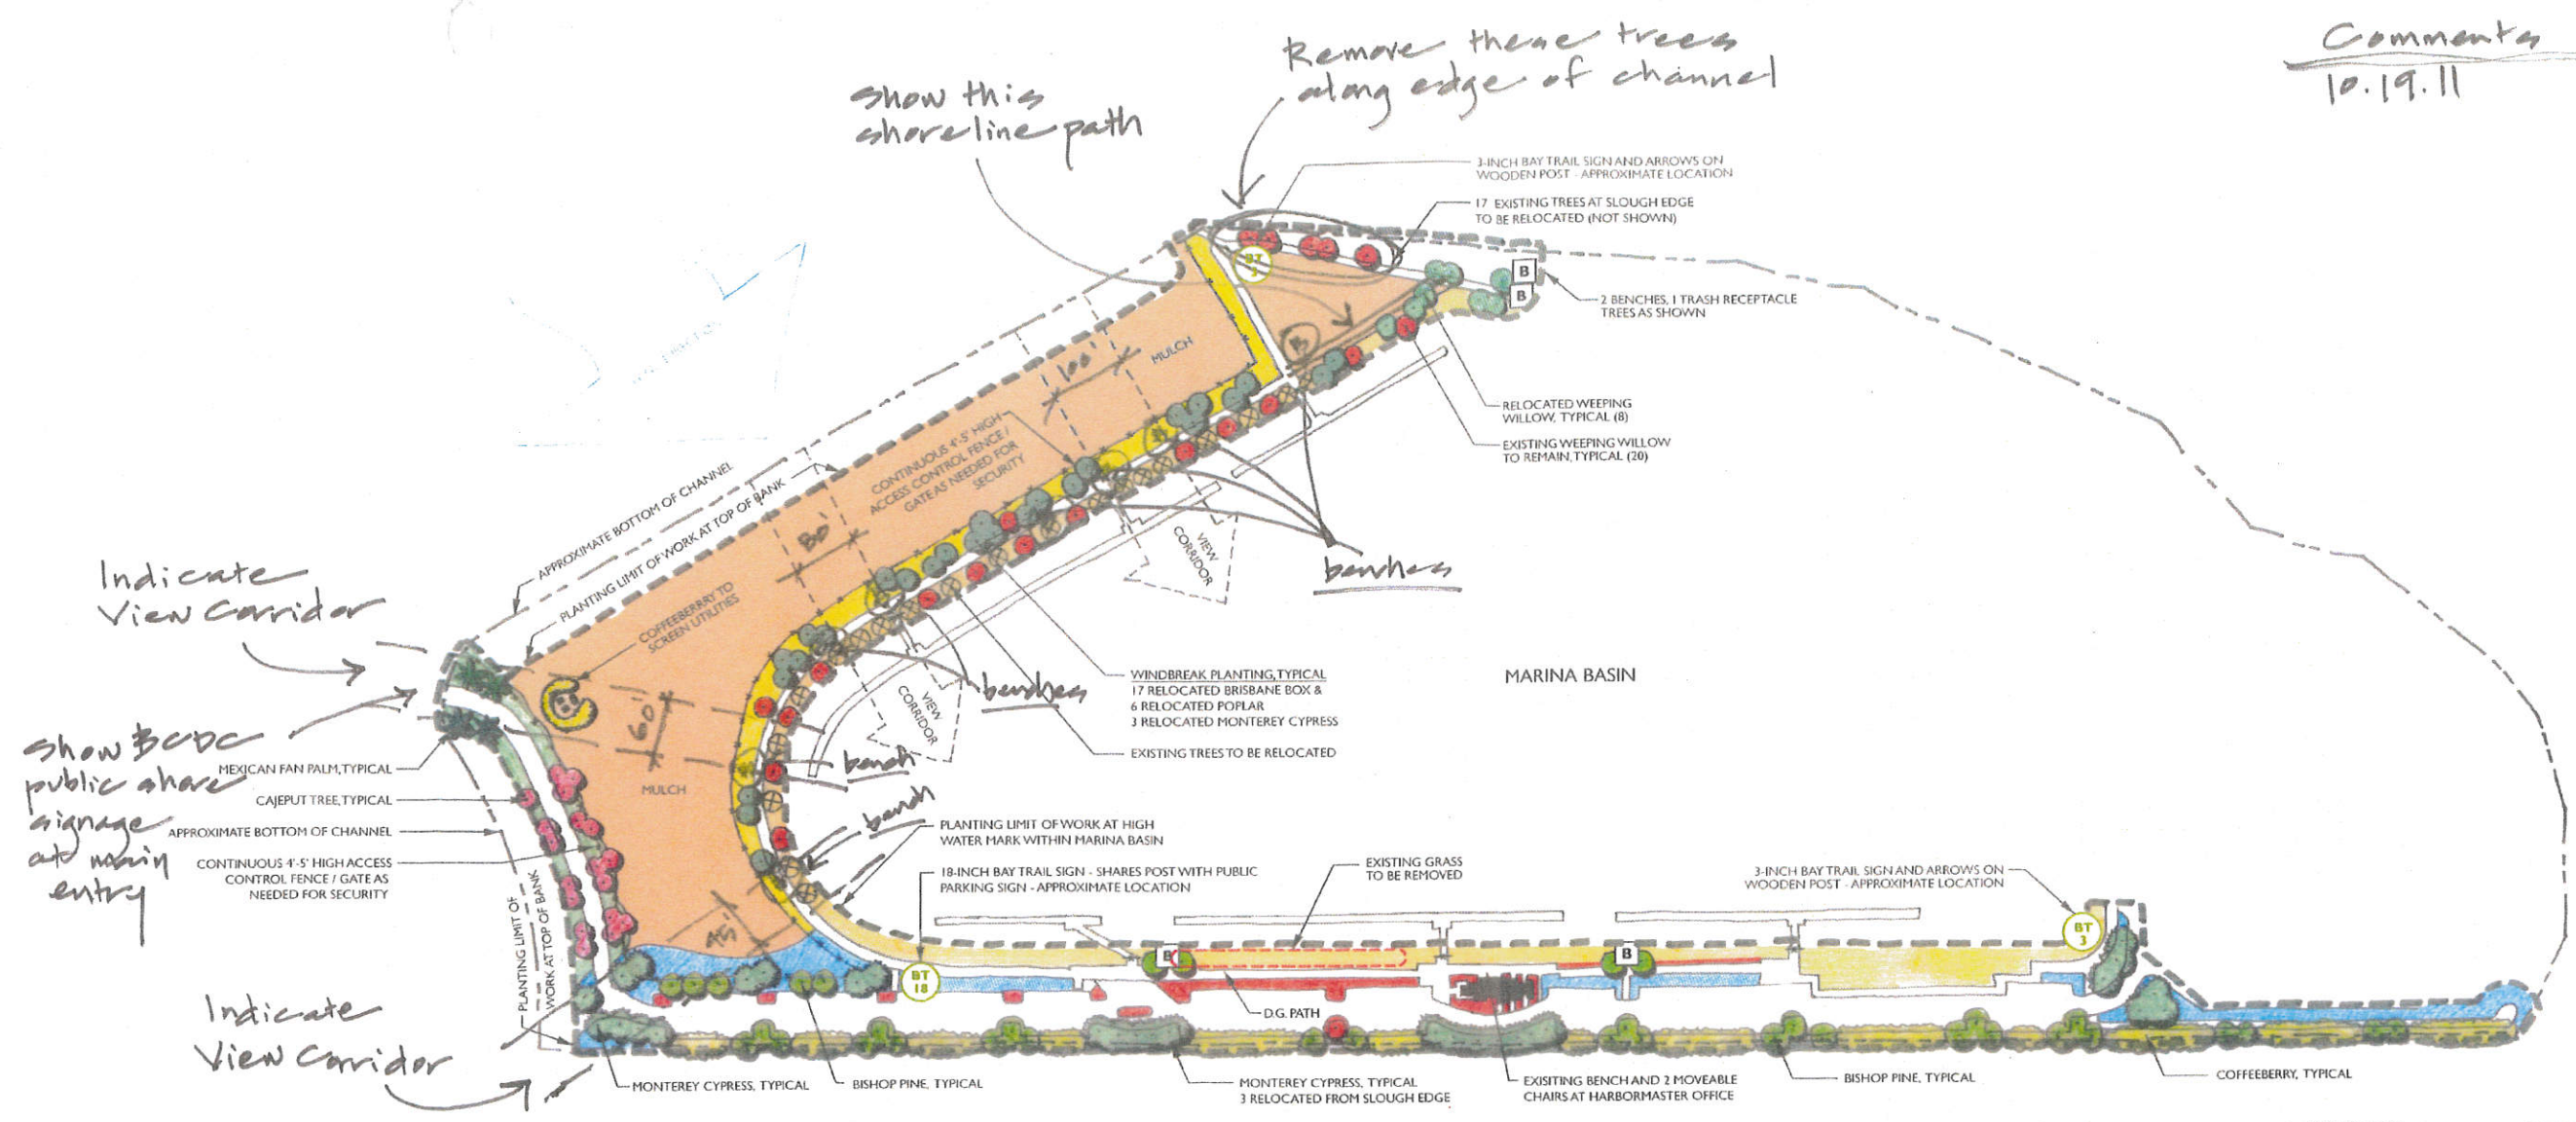 Comments
10.19.11
Remove these trees
along edge of channel
Show this
shoreline path
3-INCH BAY TRAIL SIGN AND ARROWS ON
WOODEN POST - APPROXIMATE LOCATION
17 EXISTING TREES AT SLOUGH EDGE
TO BE RELOCATED (NOT SHOWN)
BT
3
B
B
2 BENCHES, 1 TRASH RECEPTACLE
TREES AS SHOWN
B
100'
MULCH
RELOCATED WEEPING
WILLOW, TYPICAL (8)
EXISTING WEEPING WILLOW
TO REMAIN, TYPICAL (20)
CONTINUOUS 4'-5' HIGH
ACCESS CONTROL FENCE /
GATE AS NEEDED FOR
SECURITY
APPROXIMATE BOTTOM OF CHANNEL
PLANTING LIMIT OF WORK AT TOP OF BANK
80'
VIEW
CORRIDOR
benches
Indicate
View Corridor
COFFEEBERRY TO
SCREEN UTILITIES
MARINA BASIN
WINDBREAK PLANTING, TYPICAL
17 RELOCATED BRISBANE BOX &
6 RELOCATED POPLAR
3 RELOCATED MONTEREY CYPRESS
benches
VIEW
CORRIDOR
60'
EXISTING TREES TO BE RELOCATED
Show BCDC
public shore
signage
at main
entry
MEXICAN FAN PALM, TYPICAL
CAJEPUT TREE, TYPICAL
APPROXIMATE BOTTOM OF CHANNEL
CONTINUOUS 4'-5' HIGH ACCESS
CONTROL FENCE / GATE AS
NEEDED FOR SECURITY
MULCH
bench
bench
PLANTING LIMIT OF WORK AT HIGH
WATER MARK WITHIN MARINA BASIN
18-INCH BAY TRAIL SIGN - SHARES POST WITH PUBLIC
PARKING SIGN - APPROXIMATE LOCATION
EXISTING GRASS
TO BE REMOVED
3-INCH BAY TRAIL SIGN AND ARROWS ON
WOODEN POST - APPROXIMATE LOCATION
PLANTING LIMIT OF
WORK AT TOP OF BANK
45'
BT
18
B
B
BT
3
D.G. PATH
Indicate
View Corridor
MONTEREY CYPRESS, TYPICAL
BISHOP PINE, TYPICAL
MONTEREY CYPRESS, TYPICAL
3 RELOCATED FROM SLOUGH EDGE
EXISITING BENCH AND 2 MOVEABLE
CHAIRS AT HARBORMASTER OFFICE
BISHOP PINE, TYPICAL
COFFEEBERRY, TYPICAL